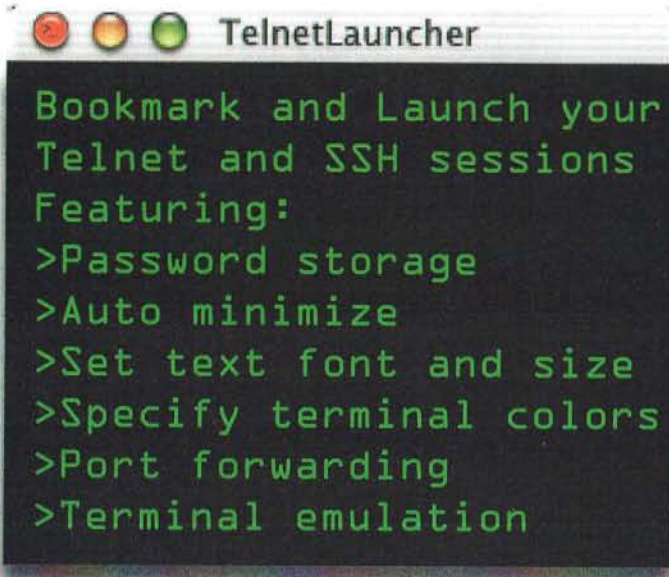 TelnetLauncher
Bookmark and Launch your
Telnet and SSH sessions
Featuring:
>Password storage
>Auto minimize
>Set text font and size
>Specify terminal colors
>Port forwarding
>Terminal emulation